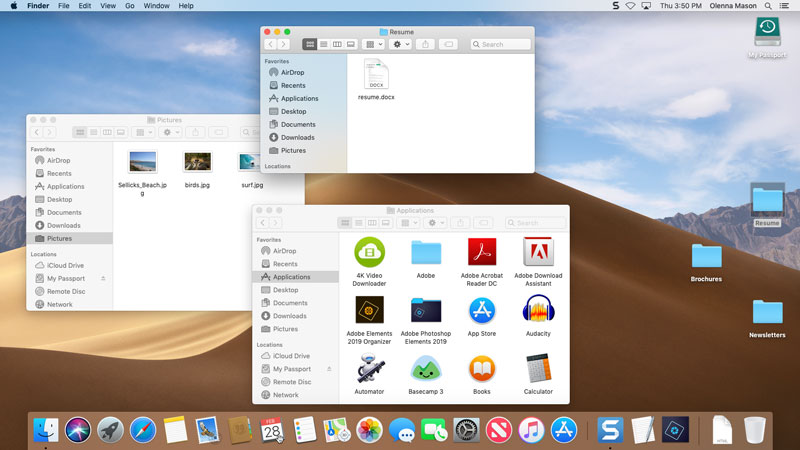 Finder File Edit View Go Window Help
Thu 3:50 PM Olenna Mason
Resume
Search
Favorites
AirDrop
Recents
Applications
Desktop
Documents
Downloads
Pictures
Locations
DOCX
resume.docx
My Passport
Pictures
Favorites
AirDrop
Recents
Applications
Desktop
Documents
Downloads
Pictures
Locations
iCloud Drive
My Passport
Remote Disc
Network
Sellicks_Beach.jp
g
birds.jpg
surf.jpg
Applications
Search
Favorites
AirDrop
Recents
Applications
Desktop
Documents
Downloads
Pictures
Locations
iCloud Drive
My Passport
Remote Disc
Network
4K Video
Downloader
Adobe
Adobe Acrobat
Reader DC
Adobe Download
Assistant
Adobe Elements
2019 Organizer
Adobe Photoshop
Elements 2019
App Store
Audacity
Automator
Basecamp 3
Books
Calculator
Resume
Brochures
Newsletters
28
HTML